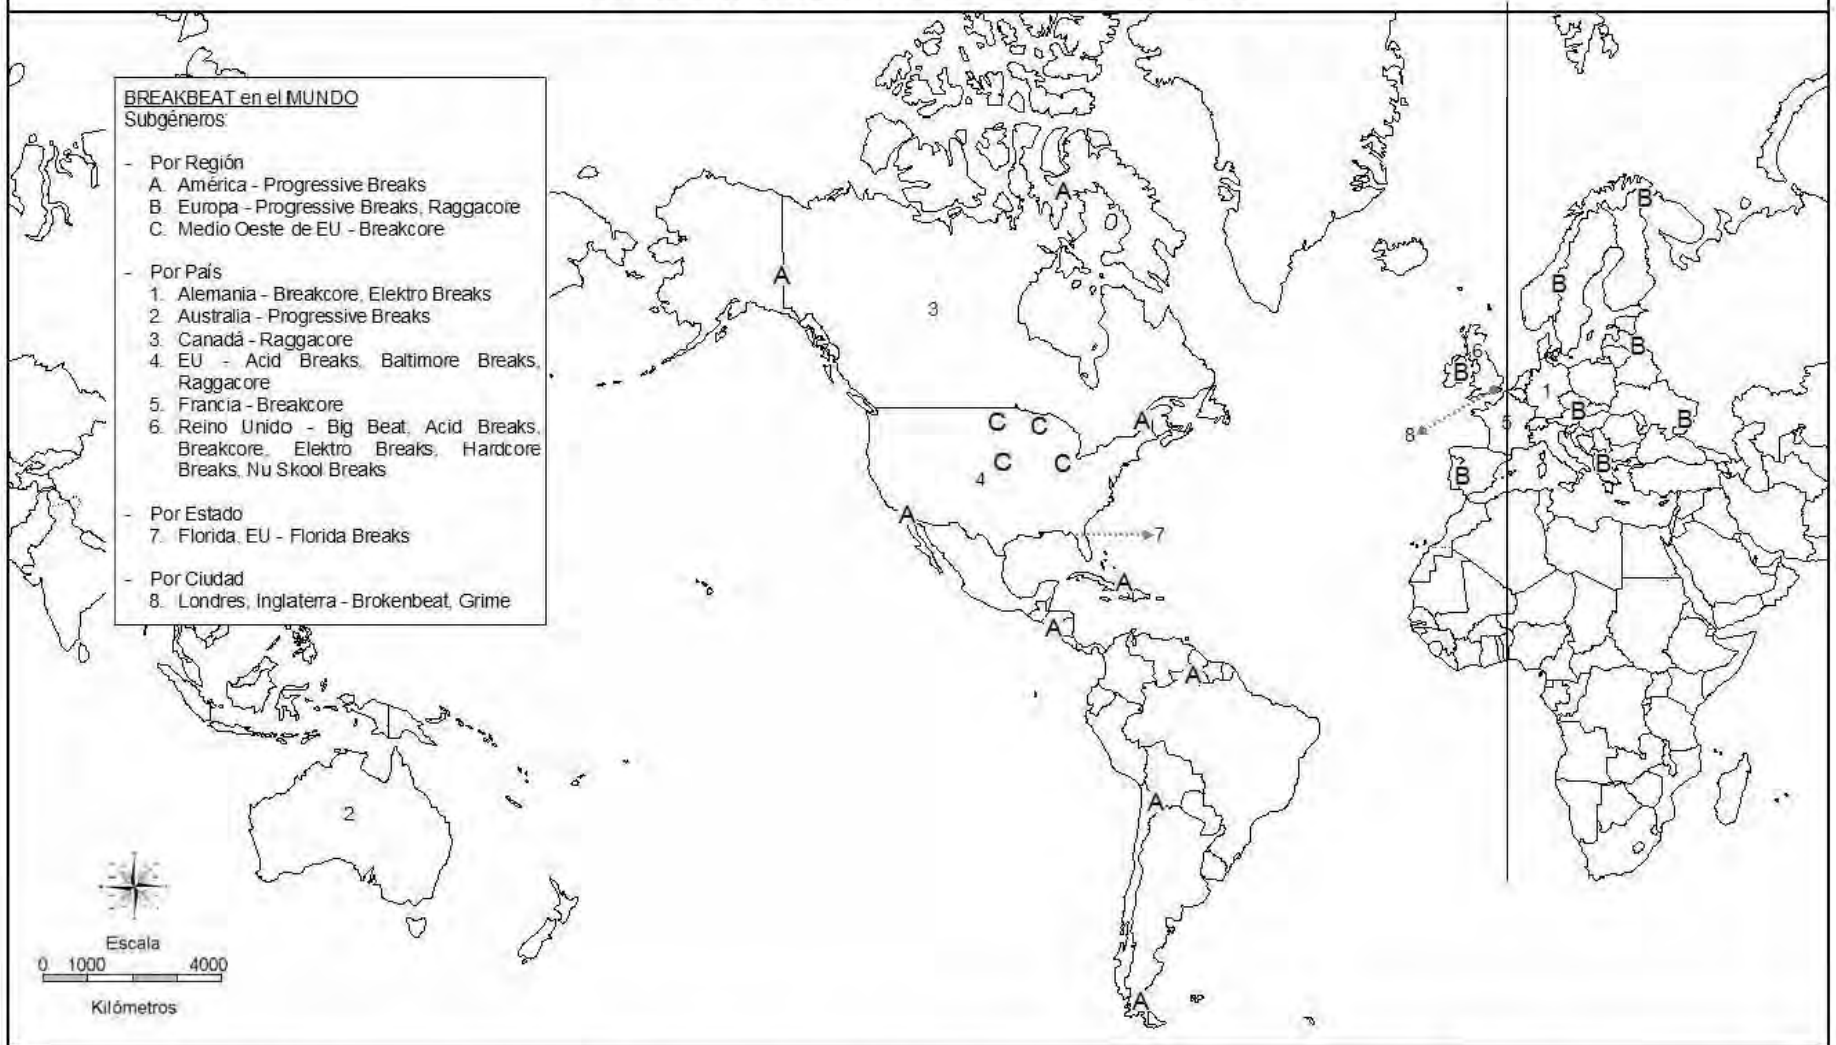 BREAKBEAT en el MUNDO
Subgéneros:
- Por Región
A. América - Progressive Breaks
B. Europa - Progressive Breaks, Raggacore
C. Medio Oeste de EU - Breakcore
- Por País
1. Alemania - Breakcore, Elektro Breaks
2. Australia - Progressive Breaks
3. Canadá - Raggacore
4. EU - Acid Breaks, Baltimore Breaks,
Raggacore
5. Francia - Breakcore
6. Reino Unido - Big Beat, Acid Breaks,
Breakcore, Elektro Breaks, Hardcore
Breaks, Nu Skool Breaks
- Por Estado
7. Florida, EU - Florida Breaks
- Por Ciudad
8. Londres, Inglaterra - Brokenbeat, Grime
A
B
A
B
3
6
B
B
1
B
C
C
A
5
B
8
C
C
4
B
B
A
7
A
A
A
2
A
A
Escala
0 1000 4000
Kilómetros